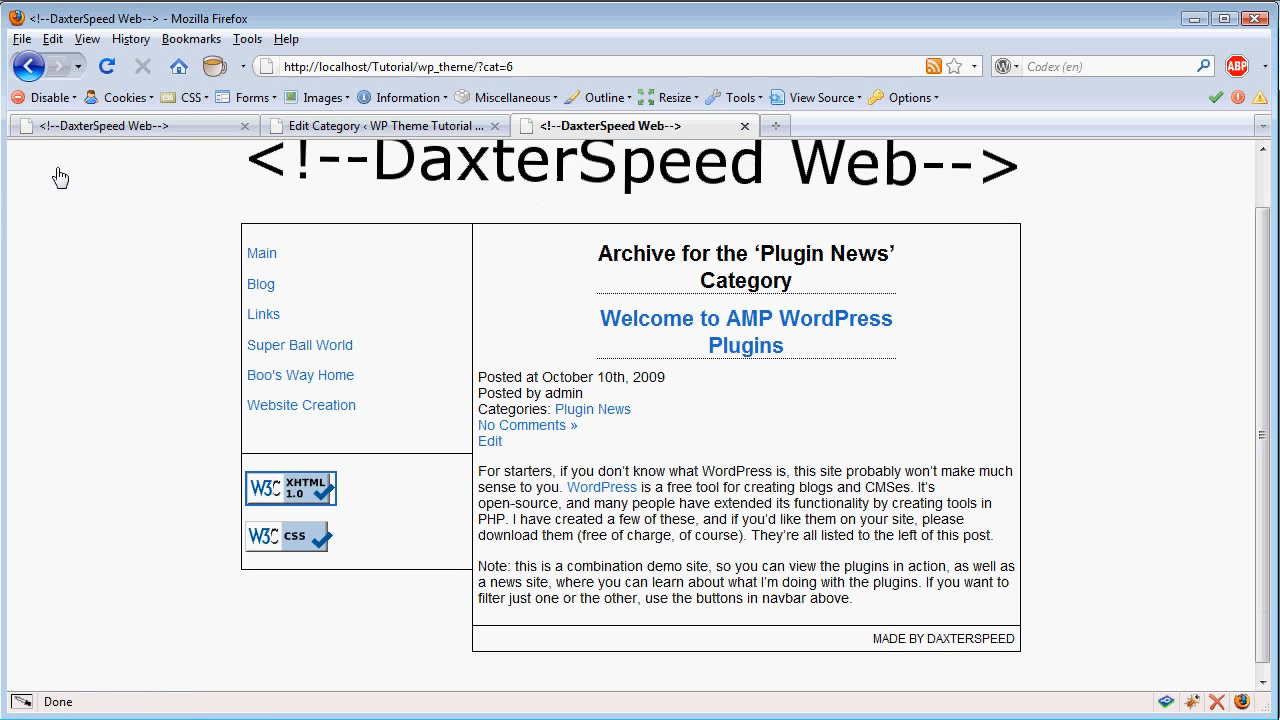 <!--DaxterSpeed Web--> - Mozilla Firefox
File Edit View History Bookmarks Tools Help
http://localhost/Tutorial/wp_theme/?cat=6
Codex (en)
ABP
Disable Cookies CSS Forms Images Information Miscellaneous Outline Resize Tools View Source Options
<!--DaxterSpeed Web--> Edit Category ‹ WP Theme Tutorial ... <!--DaxterSpeed Web-->
<!--DaxterSpeed Web-->
Main
Blog
Links
Super Ball World
Boo's Way Home
Website Creation
W3C XHTML 1.0
W3C css
Archive for the ‘Plugin News’
Category
Welcome to AMP WordPress
Plugins
Posted at October 10th, 2009
Posted by admin
Categories: Plugin News
No Comments »
Edit
For starters, if you don’t know what WordPress is, this site probably won’t make much
sense to you. WordPress is a free tool for creating blogs and CMSes. It’s
open-source, and many people have extended its functionality by creating tools in
PHP. I have created a few of these, and if you’d like them on your site, please
download them (free of charge, of course). They’re all listed to the left of this post.
Note: this is a combination demo site, so you can view the plugins in action, as well as
a news site, where you can learn about what I’m doing with the plugins. If you want to
filter just one or the other, use the buttons in navbar above.
MADE BY DAXTERSPEED
Done